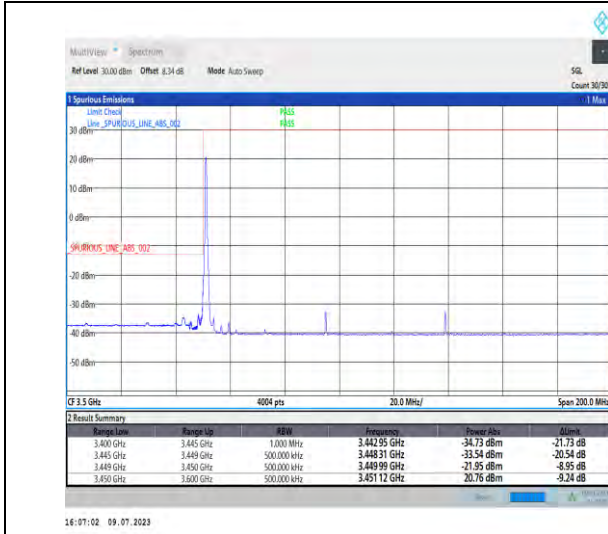 MultiView Spectrum
Ref Level 30.00 dBm Offset 8.34 dB Mode Auto Sweep SGL
Count 30/30
1 Spurious Emissions 1 Max
Limit Check PASS
Line _SPURIOUS_LINE_ABS_002 PASS
30 dBm
20 dBm
10 dBm
0 dBm
_SPURIOUS_LINE_ABS_002
-20 dBm
-30 dBm
-40 dBm
-50 dBm
CF 3.5 GHz 4004 pts 20.0 MHz/ Span 200.0 MHz
2 Result Summary
Range Low Range Up RBW Frequency Power Abs ΔLimit
3.400 GHz 3.445 GHz 1.000 MHz 3.442 95 GHz -34.73 dBm -21.73 dB
3.445 GHz 3.449 GHz 500.000 kHz 3.448 31 GHz -33.54 dBm -20.54 dB
3.449 GHz 3.450 GHz 500.000 kHz 3.449 99 GHz -21.95 dBm -8.95 dB
3.450 GHz 3.600 GHz 500.000 kHz 3.451 12 GHz 20.76 dBm -9.24 dB
16:07:02 09.07.2023